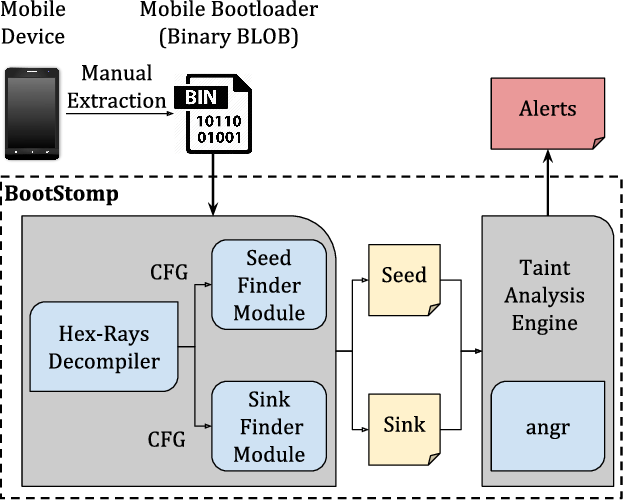 Mobile
Device
Mobile Bootloader
(Binary BLOB)
Manual
Extraction
BIN
10110
01001
Alerts
BootStomp
CFG
Seed
Finder
Module
Hex-Rays
Decompiler
CFG
Sink
Finder
Module
Seed
Sink
Taint
Analysis
Engine
angr